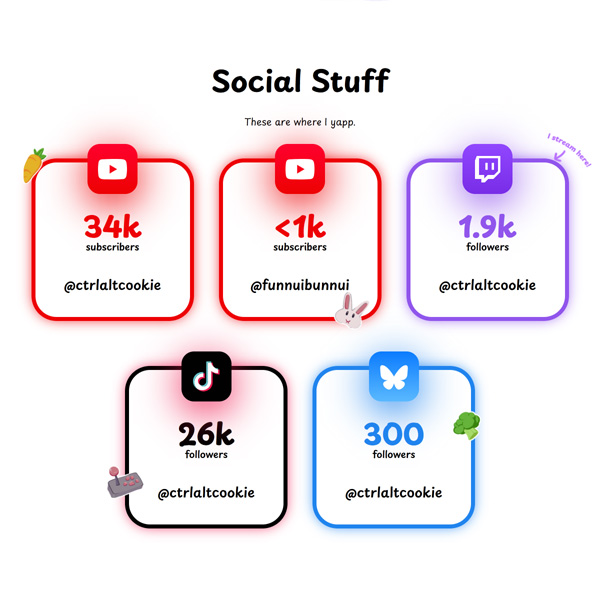 Social Stuff
These are where I yapp.
I stream here!
34k
subscribers
@ctrlaltcookie
<1k
subscribers
@funnuibunnui
1.9k
followers
@ctrlaltcookie
26k
followers
@ctrlaltcookie
300
followers
@ctrlaltcookie